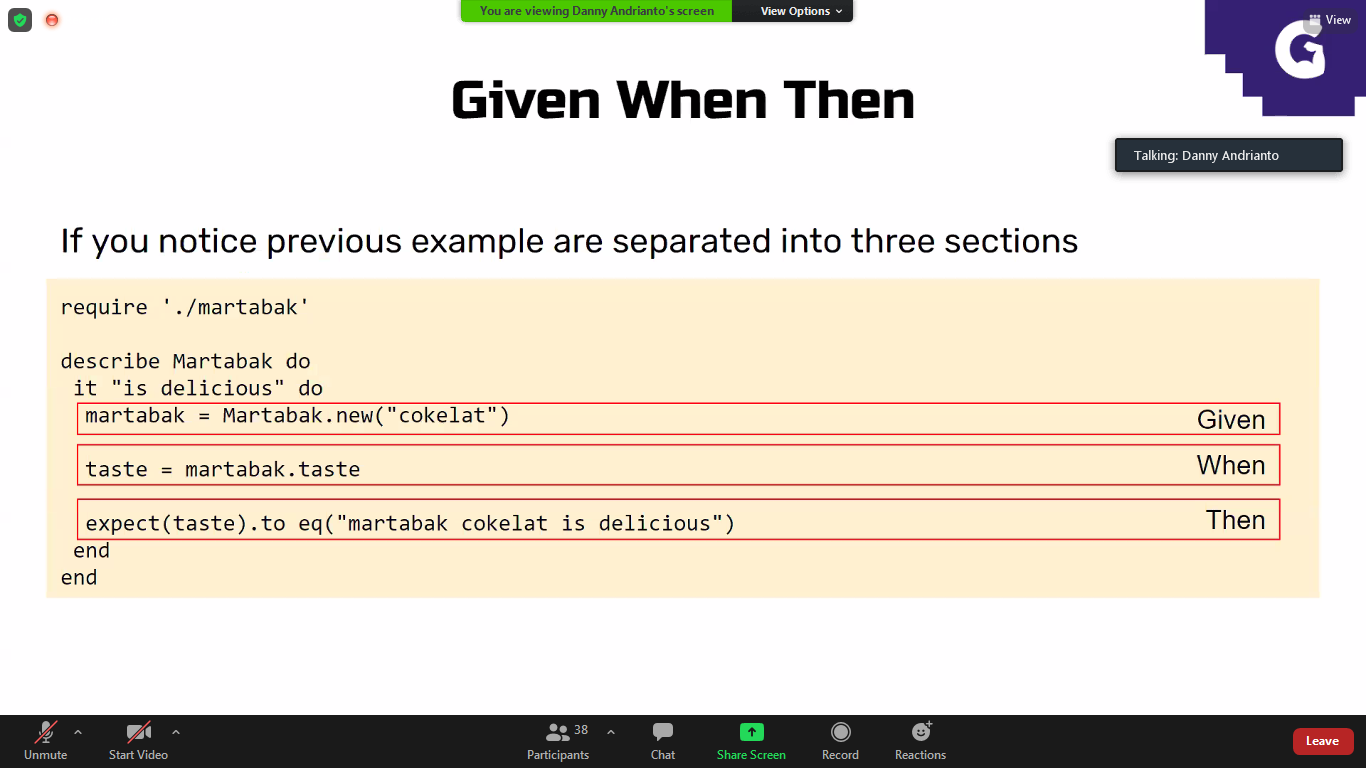 You are viewing Danny Andrianto's screen View Options
View
G
Given When Then
Talking: Danny Andrianto
If you notice previous example are separated into three sections
require './martabak'
describe Martabak do
it "is delicious" do
martabak = Martabak.new("cokelat") Given
taste = martabak.taste When
expect(taste).to eq("martabak cokelat is delicious") Then
end
end
Unmute Start Video Participants 38 Chat Share Screen Record Reactions Leave